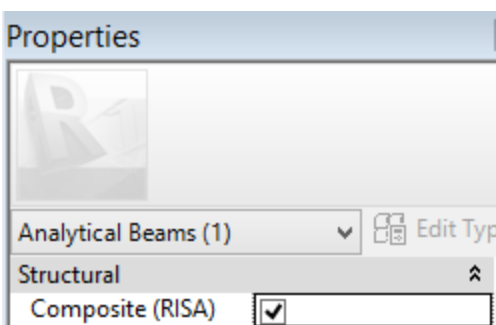 Properties
Analytical Beams (1)
Edit Typ
Structural
Composite (RISA)